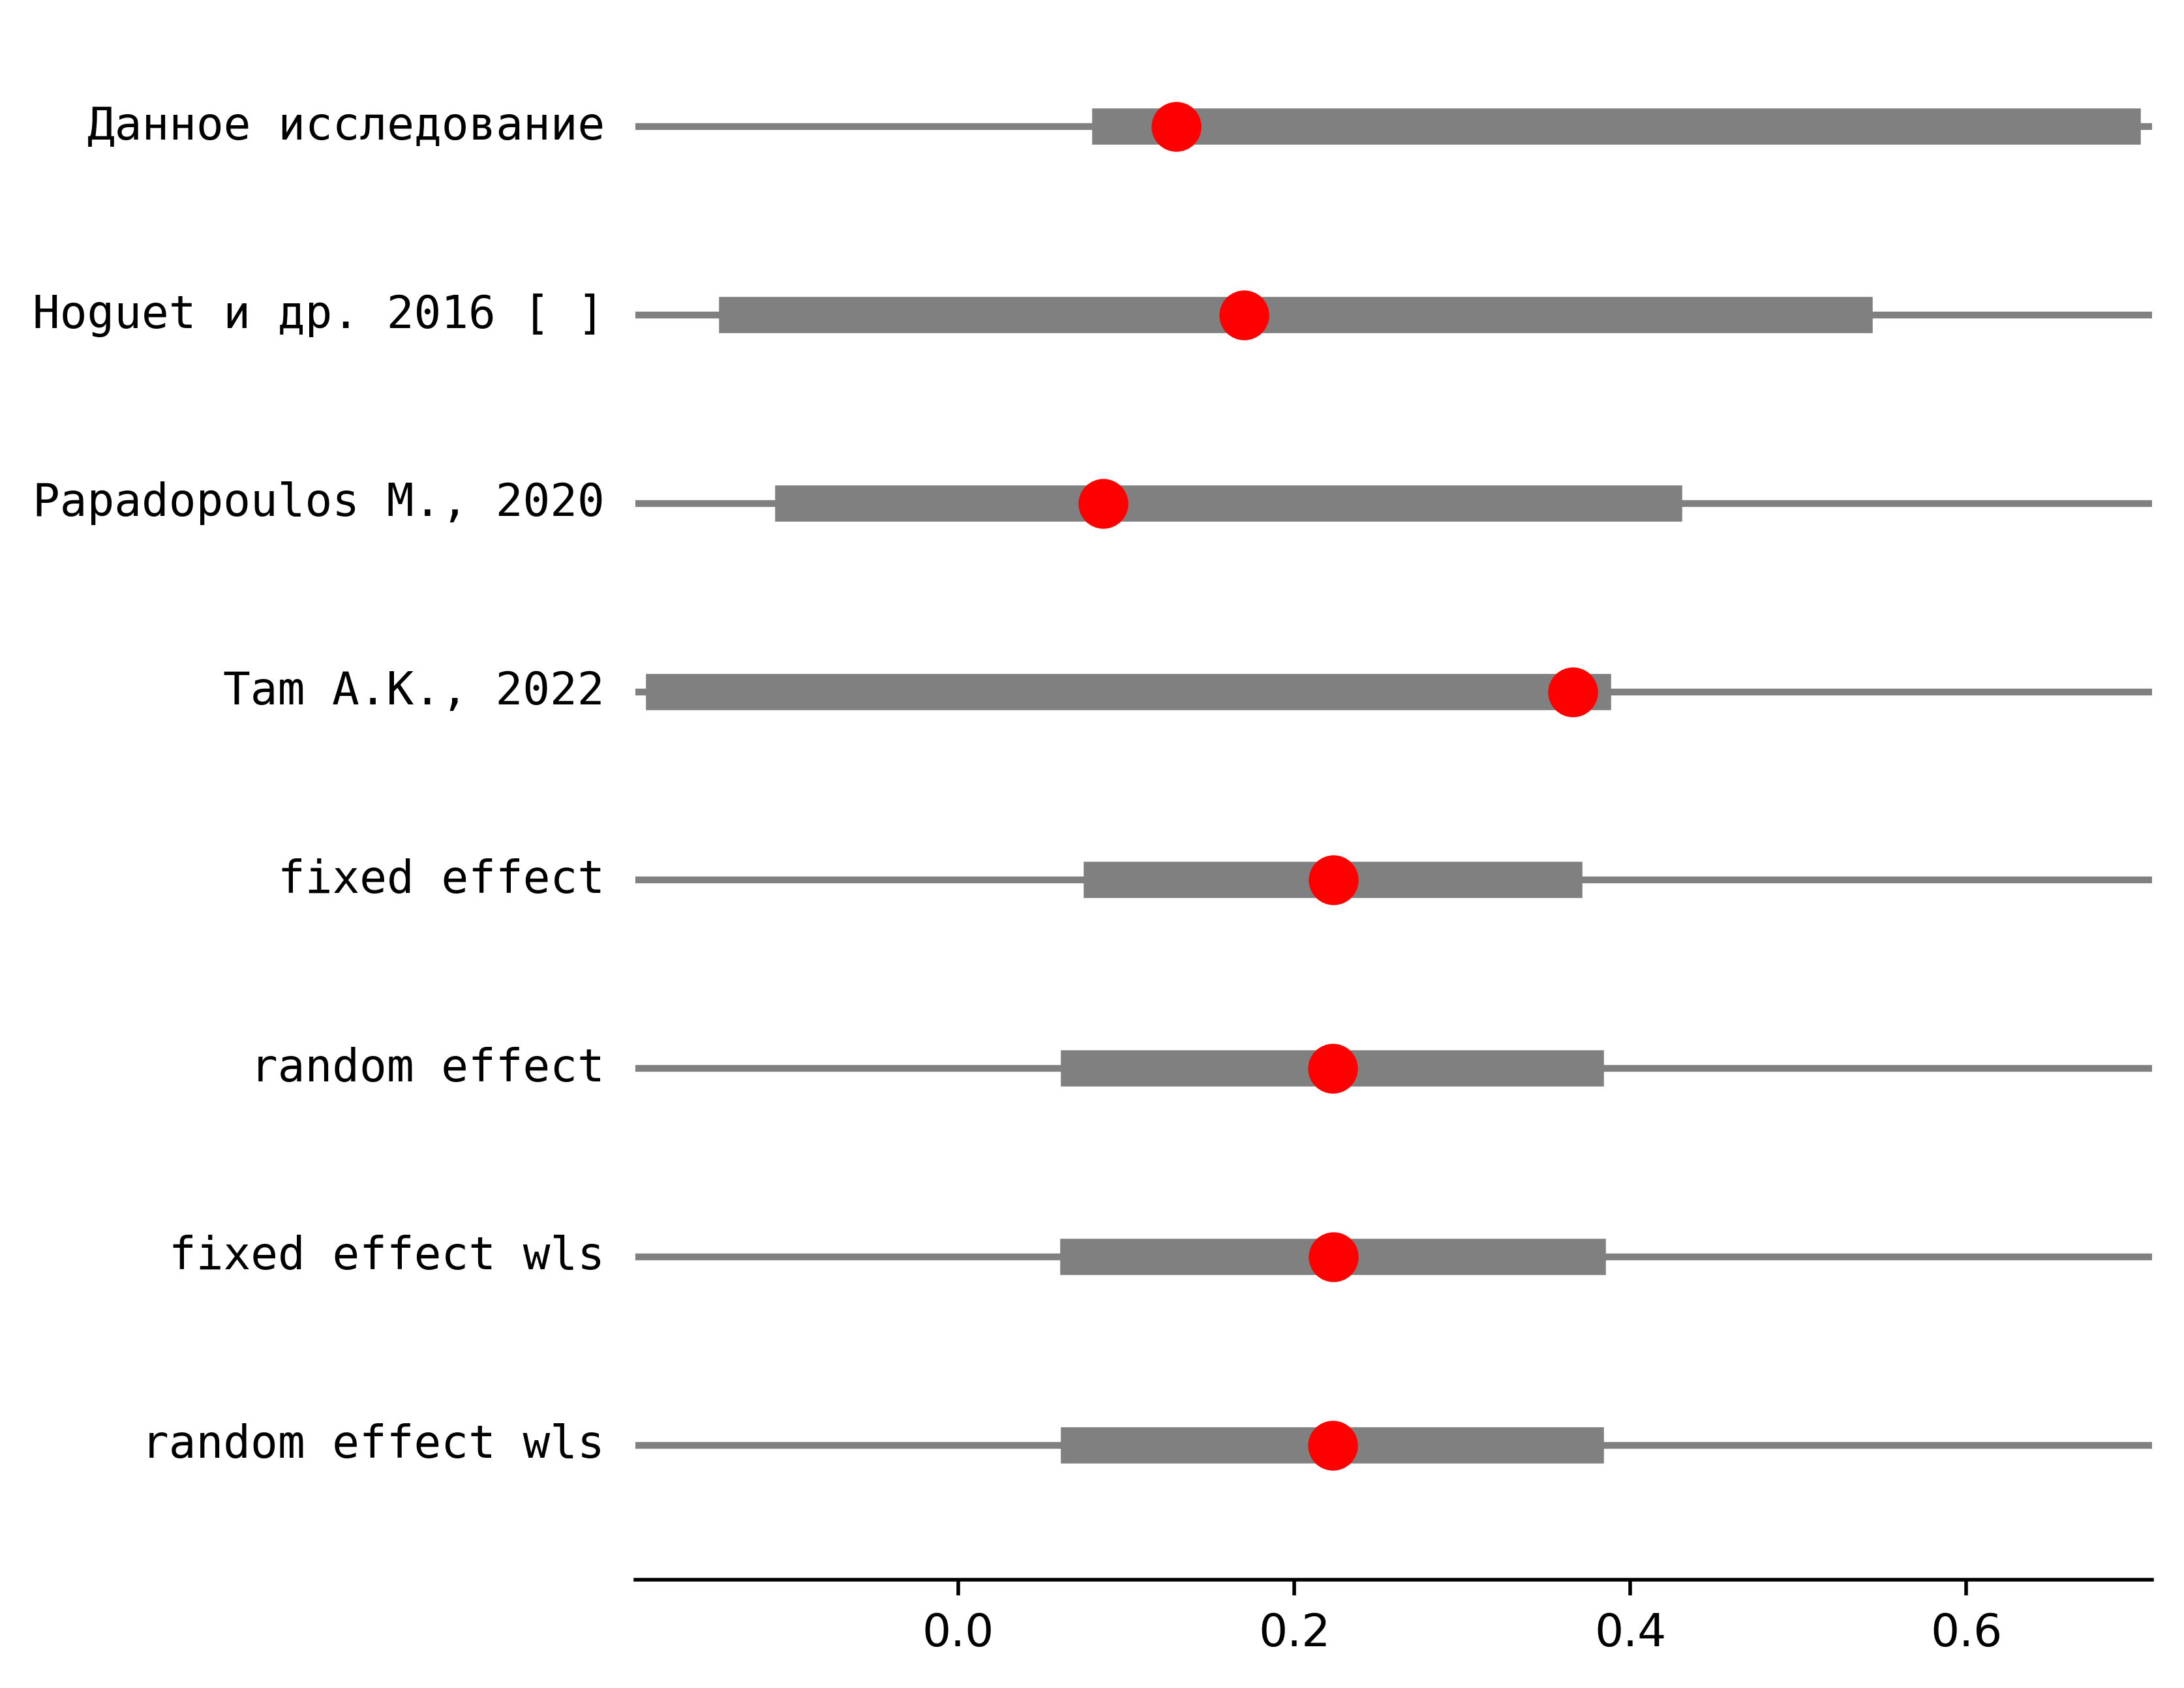 Данное исследование
Hoguet и др. 2016 [ ]
Papadopoulos M., 2020
Tam A.K., 2022
fixed effect
random effect
fixed effect wls
random effect wls
0.0 0.2 0.4 0.6